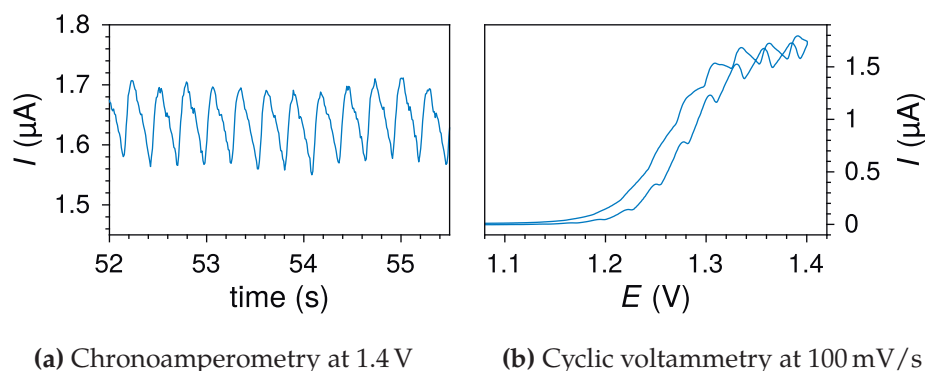 1.8
1.7
1.6
1.5
I (µA)
52 53 54 55
time (s)
1.5
1
0.5
0
I (µA)
1.1 1.2 1.3 1.4
E (V)
(a) Chronoamperometry at 1.4 V
(b) Cyclic voltammetry at 100 mV/s